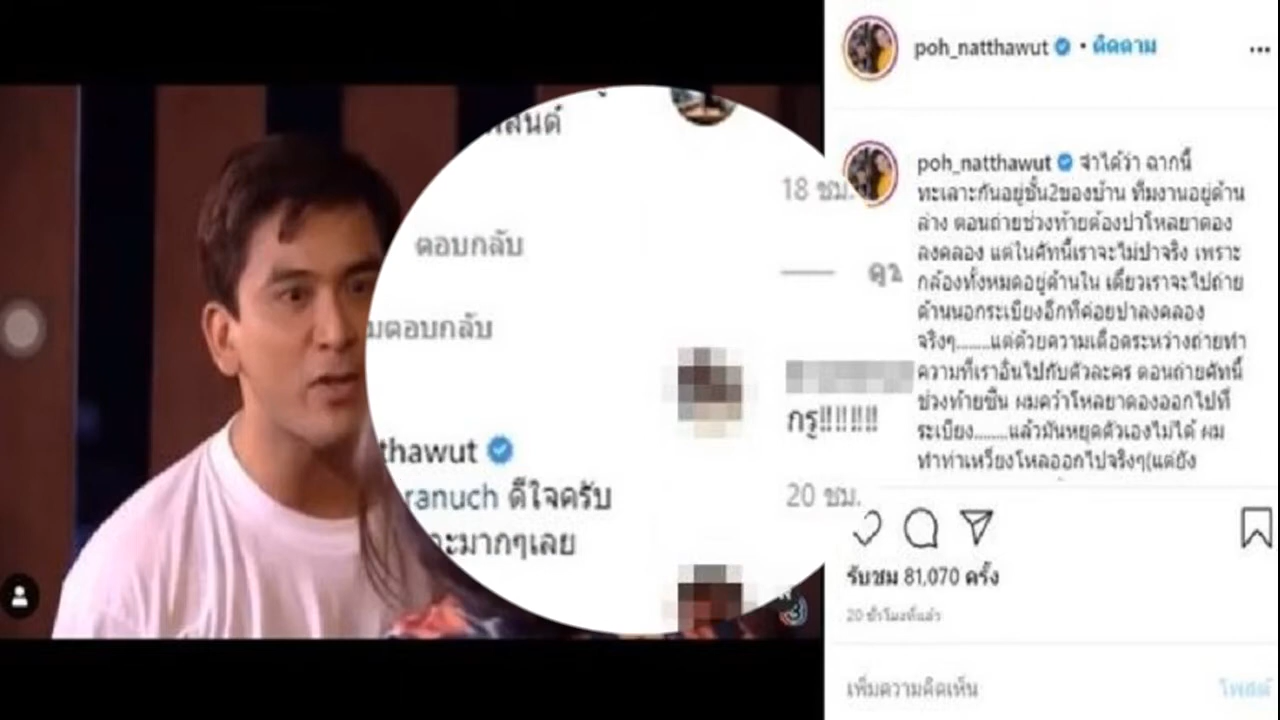 poh_natthawut • ติดตาม
poh_natthawut จำได้ว่า ฉากนี้
ทะเลาะกันอยู่ชั้น2ของบ้าน ทีมงานอยู่ด้าน
ล่าง ตอนถ่ายช่วงท้ายต้องปาโหลยาดอง
ลงคลอง แต่ในคัทนี้เราจะไม่ปาจริง เพราะ
กล้องทั้งหมดอยู่ด้านใน เดี๋ยวเราจะไปถ่าย
ด้านนอกระเบียงอีกทีค่อยปาลงคลอง
จริงๆ........แต่ด้วยความเดือดระหว่างถ่ายทำ
ความที่เราอินไปกับตัวละคร ตอนถ่ายคัทนี้
ช่วงท้ายซีน ผมคว้าโหลยาดองออกไปที่
ระเบียง........แล้วมันหยุดตัวเองไม่ได้ ผม
ทำท่าเหวี่ยงโหลออกไปจริงๆ(แต่ยัง
รับชม 81,070 ครั้ง
20 ชั่วโมงที่แล้ว
เพิ่มความคิดเห็น
โพสต์
18 ชม.
ตอบกลับ
มตอบกลับ
กรู!!!!!!!!
thawut
ranuch ดีใจครับ
20 ชม.
ะมากๆเลย
3